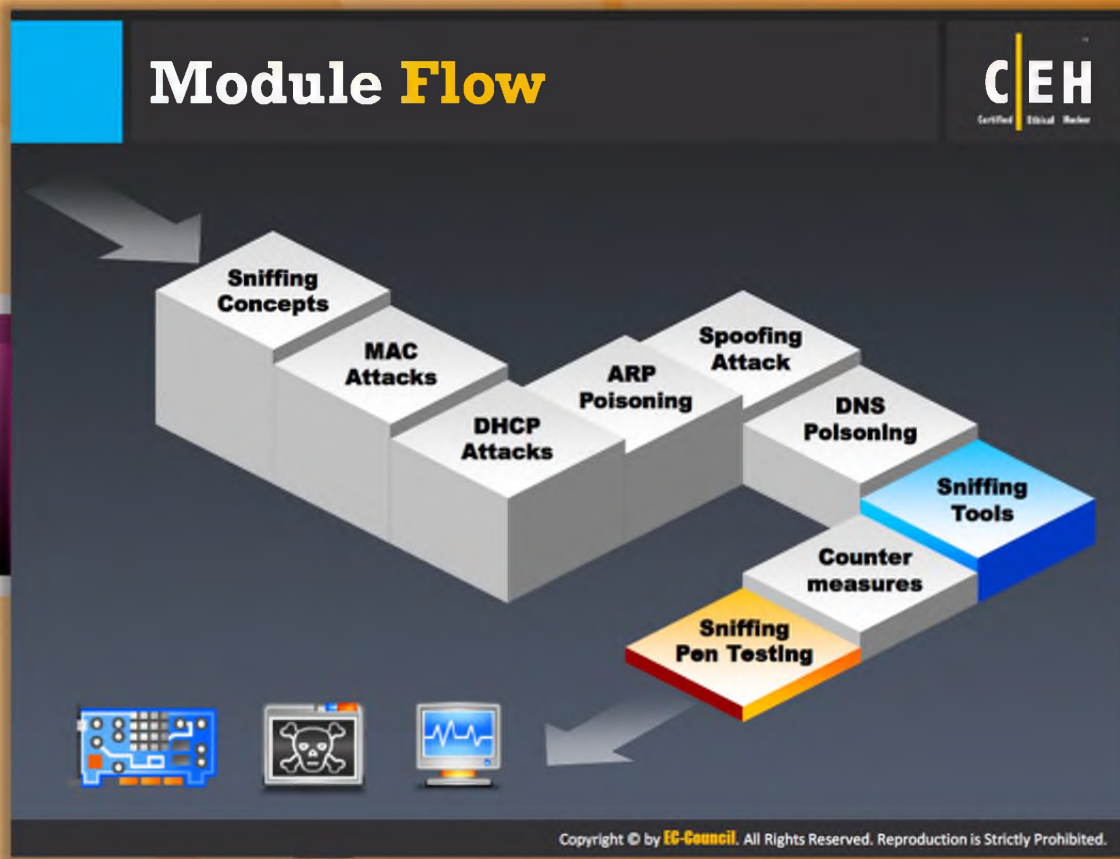 Module Flow
C EH
Certified Ethical Hacker
Sniffing
Concepts
MAC
Attacks
DHCP
Attacks
ARP
Poisoning
Spoofing
Attack
DNS
Poisoning
Sniffing
Tools
Counter
measures
Sniffing
Pen Testing
Copyright © by EC-Council. All Rights Reserved. Reproduction is Strictly Prohibited.